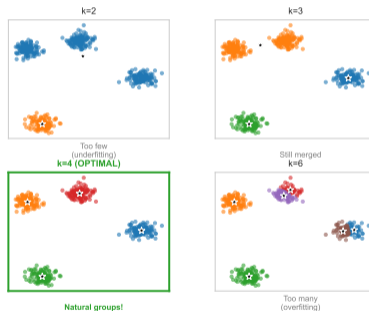 k=2
k=3
Too few
(underfitting)
Still merged
k=4 (OPTIMAL)
k=6
Natural groups!
Too many
(overfitting)